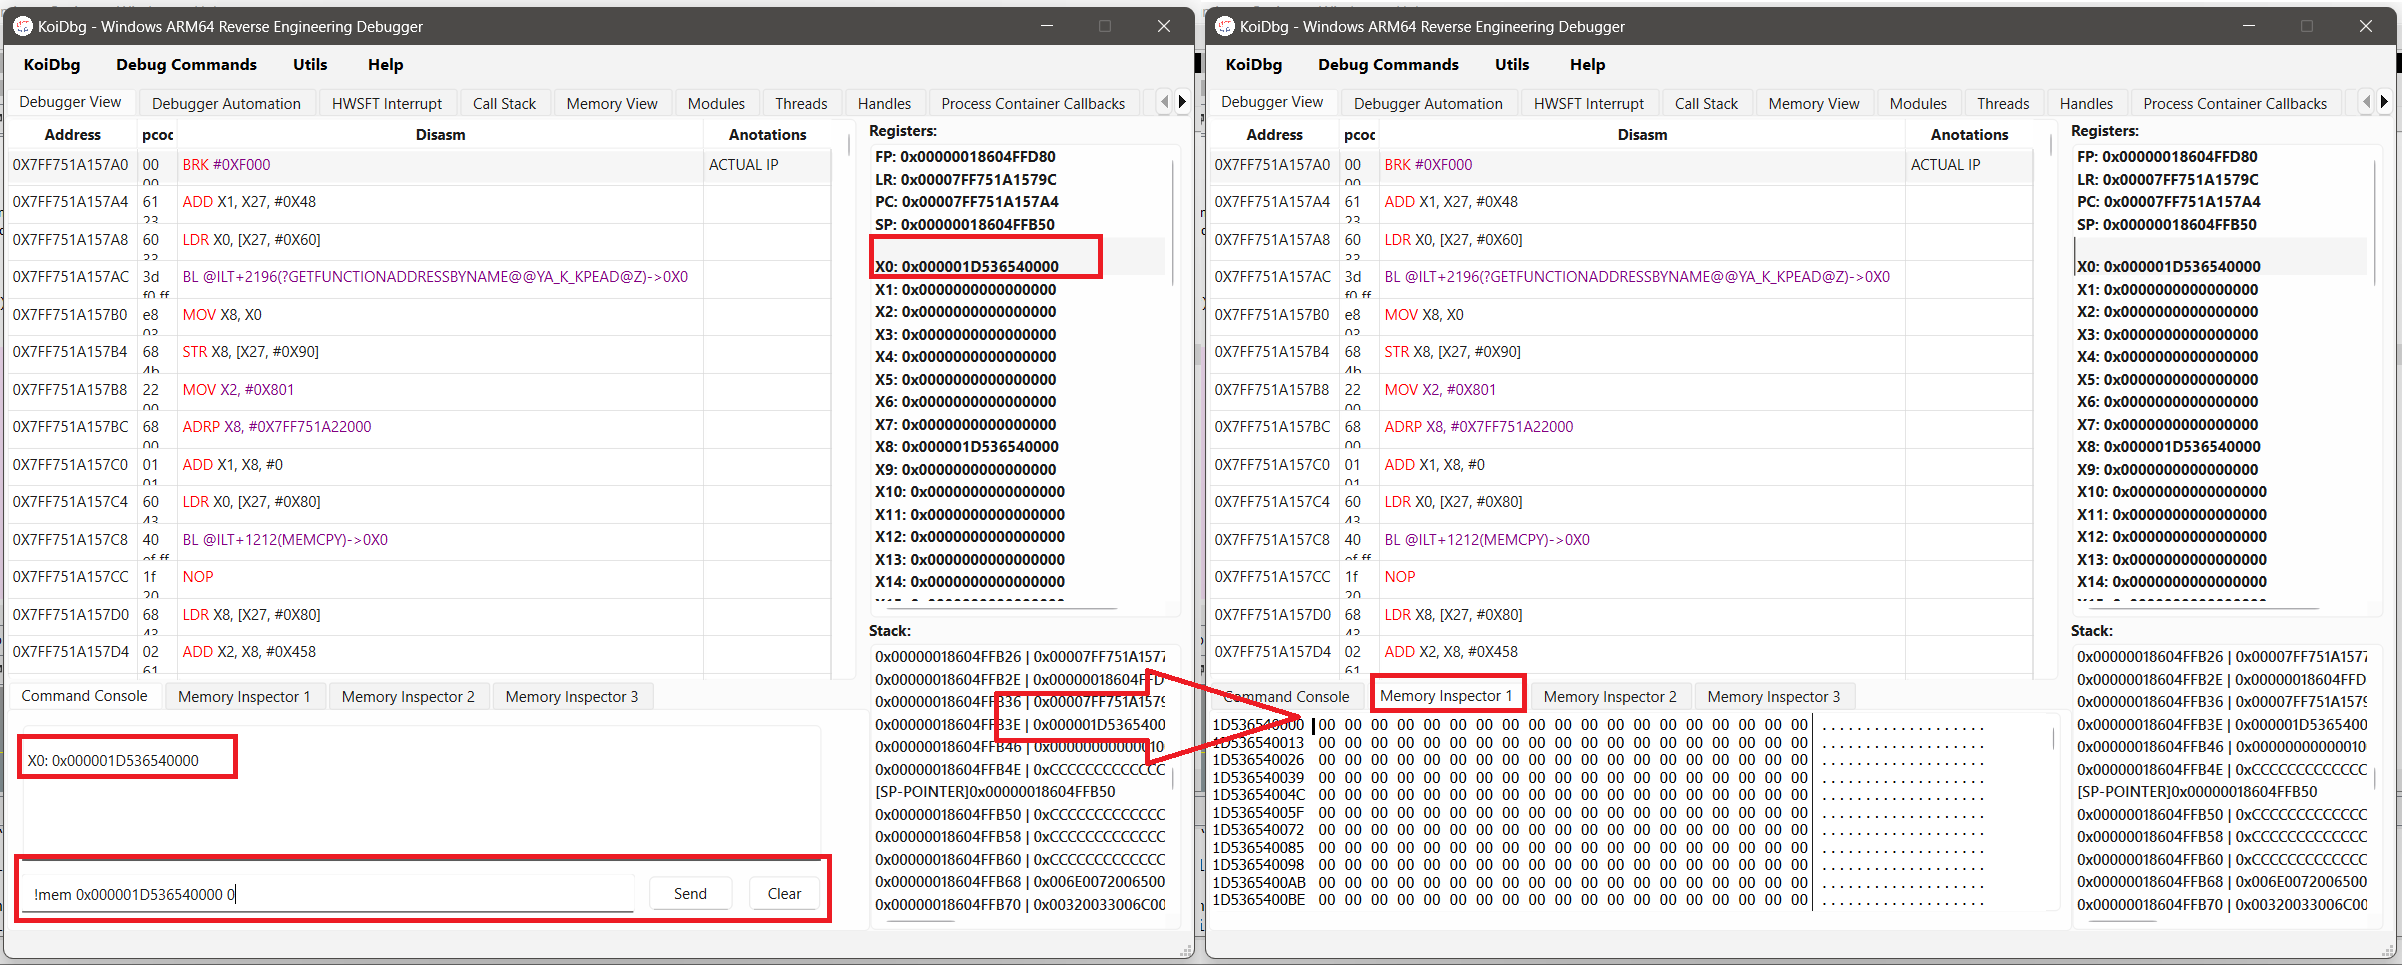 KoiDbg - Windows ARM64 Reverse Engineering Debugger
KoiDbg Debug Commands Utils Help
Debugger View Debugger Automation HWSFT Interrupt Call Stack Memory View Modules Threads Handles Process Container Callbacks
Address pcoc Disasm Anotations
0X7FF751A157A0 00 BRK #0XF000 ACTUAL IP
0X7FF751A157A4 61 ADD X1, X27, #0X48
0X7FF751A157A8 60 LDR X0, [X27, #0X60]
0X7FF751A157AC 3d BL @ILT+2196(?GETFUNCTIONADDRESSBYNAME@@YA_K_KPEAD@Z)->0X0
0X7FF751A157B0 e8 MOV X8, X0
0X7FF751A157B4 68 STR X8, [X27, #0X90]
0X7FF751A157B8 22 MOV X2, #0X801
0X7FF751A157BC 68 ADRP X8, #0X7FF751A22000
0X7FF751A157C0 01 ADD X1, X8, #0
0X7FF751A157C4 60 LDR X0, [X27, #0X80]
0X7FF751A157C8 40 BL @ILT+1212(MEMCPY)->0X0
0X7FF751A157CC 1f NOP
0X7FF751A157D0 68 LDR X8, [X27, #0X80]
0X7FF751A157D4 02 ADD X2, X8, #0X458
Registers:
FP: 0x00000018604FFD80
LR: 0x00007FF751A1579C
PC: 0x00007FF751A157A4
SP: 0x00000018604FFB50
X0: 0x000001D536540000
X1: 0x0000000000000000
X2: 0x0000000000000000
X3: 0x0000000000000000
X4: 0x0000000000000000
X5: 0x0000000000000000
X6: 0x0000000000000000
X7: 0x0000000000000000
X8: 0x000001D536540000
X9: 0x0000000000000000
X10: 0x0000000000000000
X11: 0x0000000000000000
X12: 0x0000000000000000
X13: 0x0000000000000000
X14: 0x0000000000000000
Stack:
0x00000018604FFB26 | 0x00007FF751A1577
0x00000018604FFB2E | 0x00000018604FFD
0x00000018604FFB36 | 0x00007FF751A1579
0x00000018604FFB3E | 0x000001D5365400
0x00000018604FFB46 | 0x00000000000010
0x00000018604FFB4E | 0xCCCCCCCCCCCCC
[SP-POINTER]0x00000018604FFB50
0x00000018604FFB50 | 0xCCCCCCCCCCCCC
0x00000018604FFB58 | 0xCCCCCCCCCCCCC
0x00000018604FFB60 | 0xCCCCCCCCCCCCC
0x00000018604FFB68 | 0x006E0072006500
0x00000018604FFB70 | 0x00320033006C00
Command Console Memory Inspector 1 Memory Inspector 2 Memory Inspector 3
X0: 0x000001D536540000
!mem 0x000001D536540000 0
Send Clear
KoiDbg - Windows ARM64 Reverse Engineering Debugger
KoiDbg Debug Commands Utils Help
Debugger View Debugger Automation HWSFT Interrupt Call Stack Memory View Modules Threads Handles Process Container Callbacks
Address pcoc Disasm Anotations
0X7FF751A157A0 00 BRK #0XF000 ACTUAL IP
0X7FF751A157A4 61 ADD X1, X27, #0X48
0X7FF751A157A8 60 LDR X0, [X27, #0X60]
0X7FF751A157AC 3d BL @ILT+2196(?GETFUNCTIONADDRESSBYNAME@@YA_K_KPEAD@Z)->0X0
0X7FF751A157B0 e8 MOV X8, X0
0X7FF751A157B4 68 STR X8, [X27, #0X90]
0X7FF751A157B8 22 MOV X2, #0X801
0X7FF751A157BC 68 ADRP X8, #0X7FF751A22000
0X7FF751A157C0 01 ADD X1, X8, #0
0X7FF751A157C4 60 LDR X0, [X27, #0X80]
0X7FF751A157C8 40 BL @ILT+1212(MEMCPY)->0X0
0X7FF751A157CC 1f NOP
0X7FF751A157D0 68 LDR X8, [X27, #0X80]
0X7FF751A157D4 02 ADD X2, X8, #0X458
Registers:
FP: 0x00000018604FFD80
LR: 0x00007FF751A1579C
PC: 0x00007FF751A157A4
SP: 0x00000018604FFB50
X0: 0x000001D536540000
X1: 0x0000000000000000
X2: 0x0000000000000000
X3: 0x0000000000000000
X4: 0x0000000000000000
X5: 0x0000000000000000
X6: 0x0000000000000000
X7: 0x0000000000000000
X8: 0x000001D536540000
X9: 0x0000000000000000
X10: 0x0000000000000000
X11: 0x0000000000000000
X12: 0x0000000000000000
X13: 0x0000000000000000
X14: 0x0000000000000000
Stack:
0x00000018604FFB26 | 0x00007FF751A1577
0x00000018604FFB2E | 0x00000018604FFD
0x00000018604FFB36 | 0x00007FF751A1579
0x00000018604FFB3E | 0x000001D5365400
0x00000018604FFB46 | 0x00000000000010
0x00000018604FFB4E | 0xCCCCCCCCCCCCC
[SP-POINTER]0x00000018604FFB50
0x00000018604FFB50 | 0xCCCCCCCCCCCCC
0x00000018604FFB58 | 0xCCCCCCCCCCCCC
0x00000018604FFB60 | 0xCCCCCCCCCCCCC
0x00000018604FFB68 | 0x006E0072006500
0x00000018604FFB70 | 0x00320033006C00
Command Console Memory Inspector 1 Memory Inspector 2 Memory Inspector 3
1D536540000 00 00 00 00 00 00 00 00 00 00 00 00 00 00 00 00 00 00 00 ...................
1D536540013 00 00 00 00 00 00 00 00 00 00 00 00 00 00 00 00 00 00 00 ...................
1D536540026 00 00 00 00 00 00 00 00 00 00 00 00 00 00 00 00 00 00 00 ...................
1D536540039 00 00 00 00 00 00 00 00 00 00 00 00 00 00 00 00 00 00 00 ...................
1D53654004C 00 00 00 00 00 00 00 00 00 00 00 00 00 00 00 00 00 00 00 ...................
1D53654005F 00 00 00 00 00 00 00 00 00 00 00 00 00 00 00 00 00 00 00 ...................
1D536540072 00 00 00 00 00 00 00 00 00 00 00 00 00 00 00 00 00 00 00 ...................
1D536540085 00 00 00 00 00 00 00 00 00 00 00 00 00 00 00 00 00 00 00 ...................
1D536540098 00 00 00 00 00 00 00 00 00 00 00 00 00 00 00 00 00 00 00 ...................
1D5365400AB 00 00 00 00 00 00 00 00 00 00 00 00 00 00 00 00 00 00 00 ...................
1D5365400BE 00 00 00 00 00 00 00 00 00 00 00 00 00 00 00 00 00 00 00 ...................